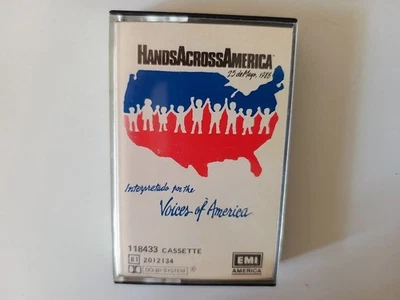 HANDSACROSSAMERICA
25 de Mayo, 1986
Interpretado por the
Voices of America
118433 CASSETTE
2012134
DOLBY SYSTEM
EMI
AMERICA